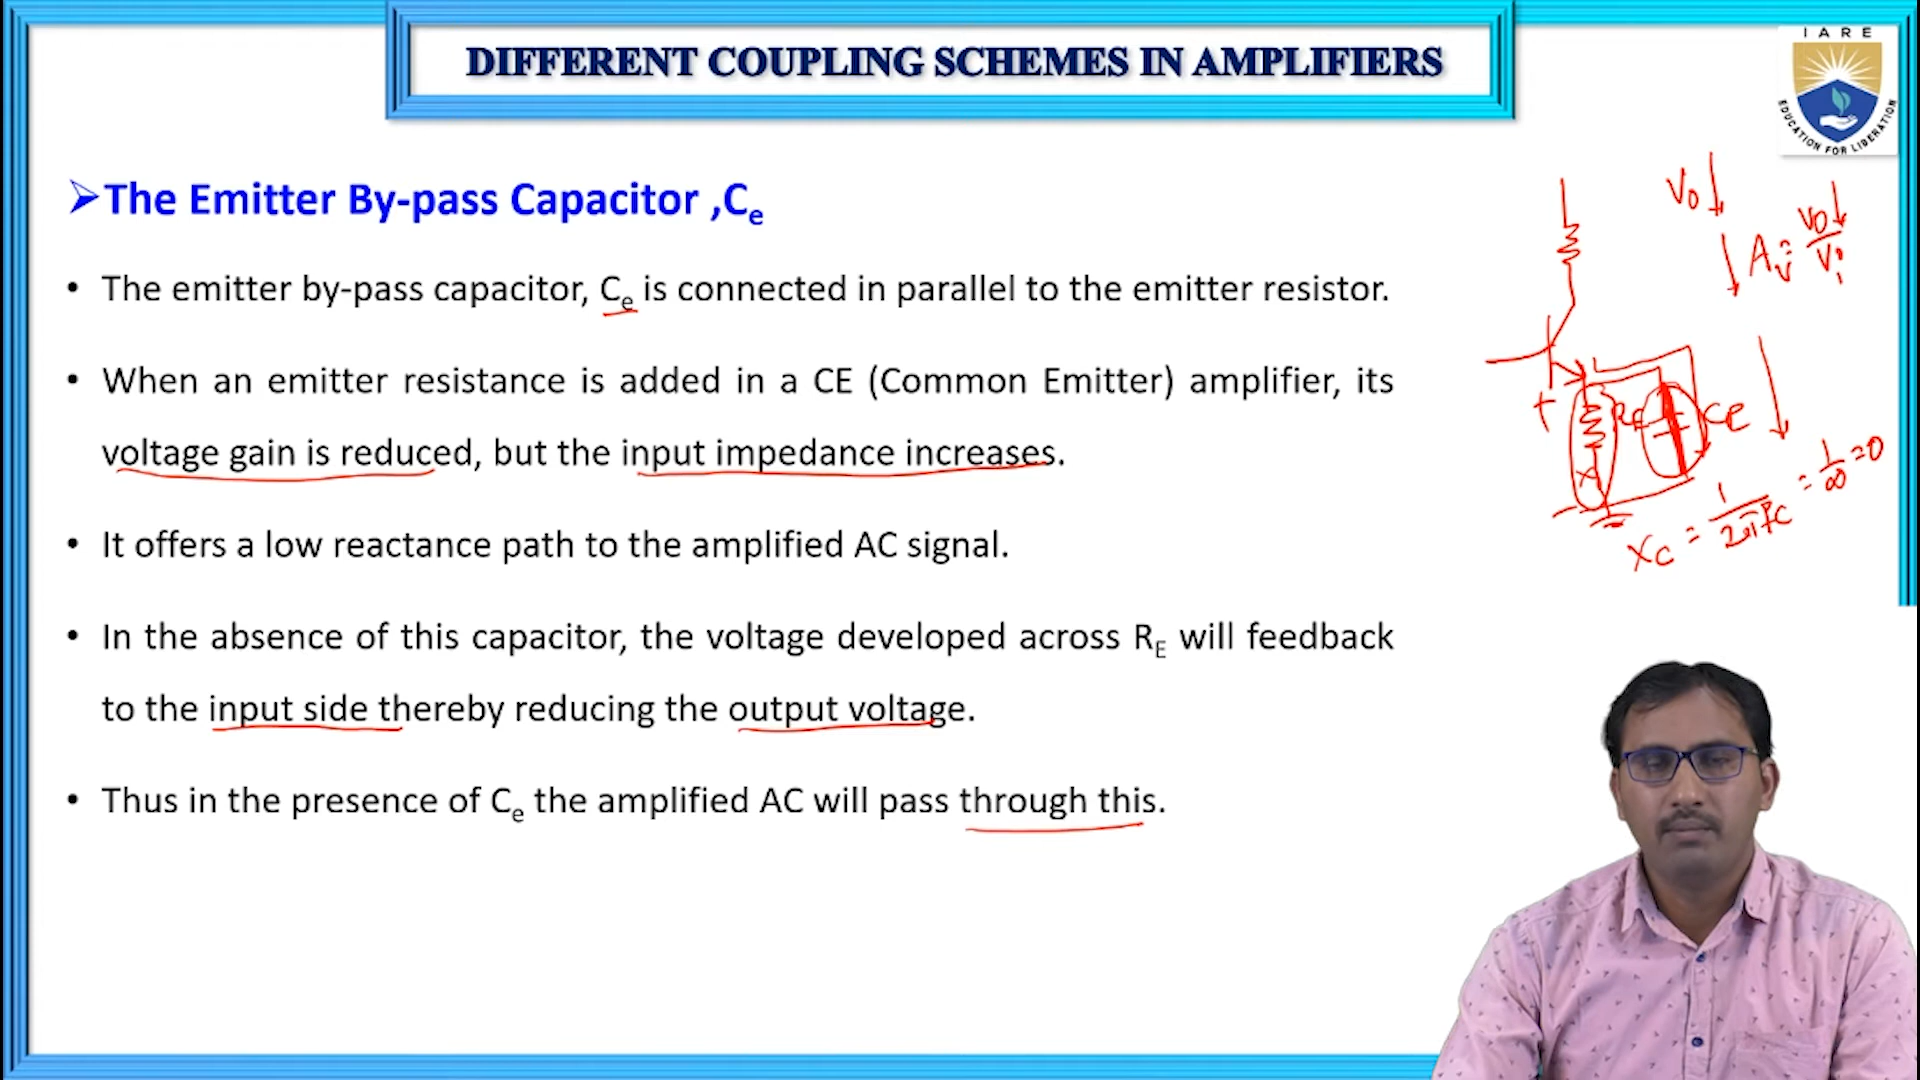 DIFFERENT COUPLING SCHEMES IN AMPLIFIERS
IARE
EDUCATION FOR LIBERATION
➢The Emitter By-pass Capacitor ,Ce
• The emitter by-pass capacitor, Ce is connected in parallel to the emitter resistor.
• When an emitter resistance is added in a CE (Common Emitter) amplifier, its
voltage gain is reduced, but the input impedance increases.
• It offers a low reactance path to the amplified AC signal.
• In the absence of this capacitor, the voltage developed across RE will feedback
to the input side thereby reducing the output voltage.
• Thus in the presence of Ce the amplified AC will pass through this.
Vo↓
↓ Av = Vo↓/Vi
+ RE CE
-
Xc = 1/2πfc = 1/∞ = 0